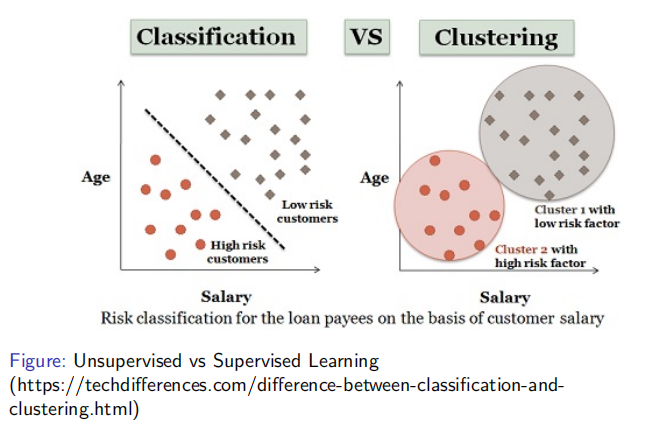 Classification
VS
Clustering
Age
Low risk
customers
High risk
customers
Salary
Age
Cluster 1 with
low risk factor
Cluster 2 with
high risk factor
Salary
Risk classification for the loan payees on the basis of customer salary
Figure: Unsupervised vs Supervised Learning
(https://techdifferences.com/difference-between-classification-and-
clustering.html)